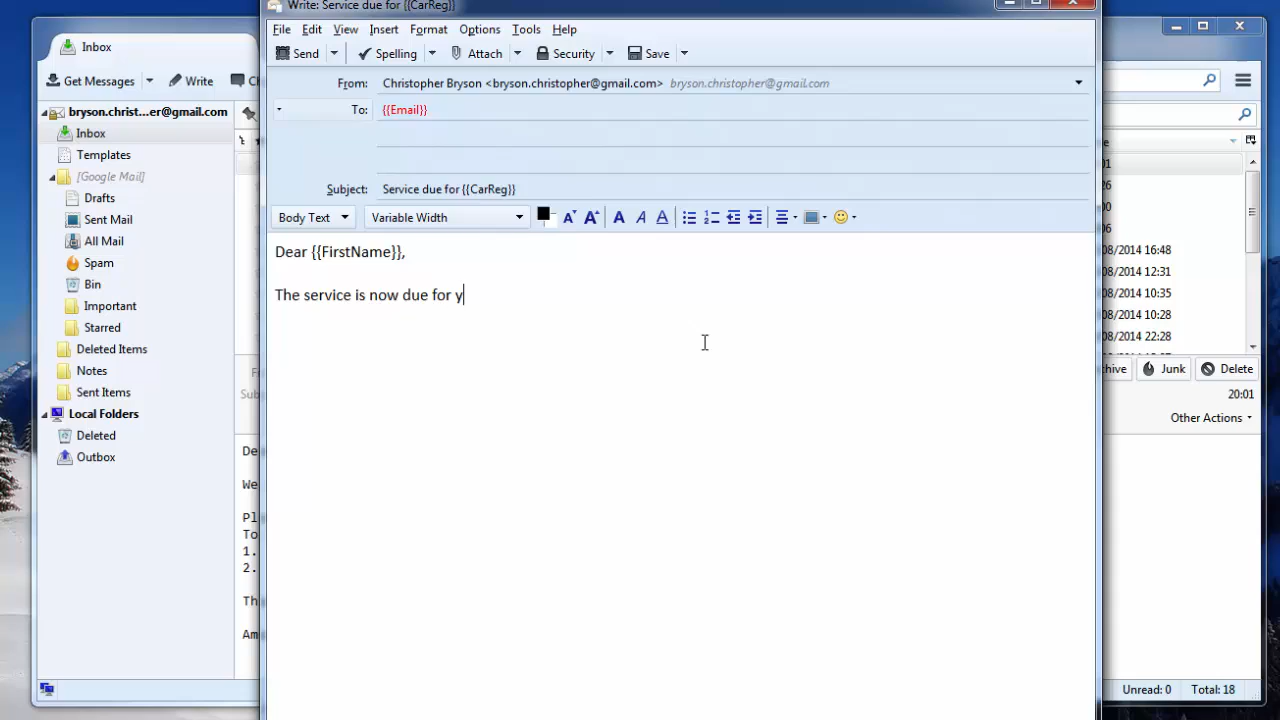 Write: Service due for {{CarReg}}
Inbox
File Edit View Insert Format Options Tools Help
Get Messages Write
Send Spelling Attach Security Save
From: Christopher Bryson <bryson.christopher@gmail.com> bryson.christopher@gmail.com
To: {{Email}}
Subject: Service due for {{CarReg}}
Body Text Variable Width
Dear {{FirstName}},
The service is now due for y
bryson.christ...er@gmail.com
Inbox
Templates
[Google Mail]
Drafts
Sent Mail
All Mail
Spam
Bin
Important
Starred
Deleted Items
Notes
Sent Items
Local Folders
Deleted
Outbox
08/2014 16:48
08/2014 12:31
08/2014 10:35
08/2014 10:28
08/2014 22:28
Junk Delete
20:01
Other Actions
1.
2.
Unread: 0 Total: 18